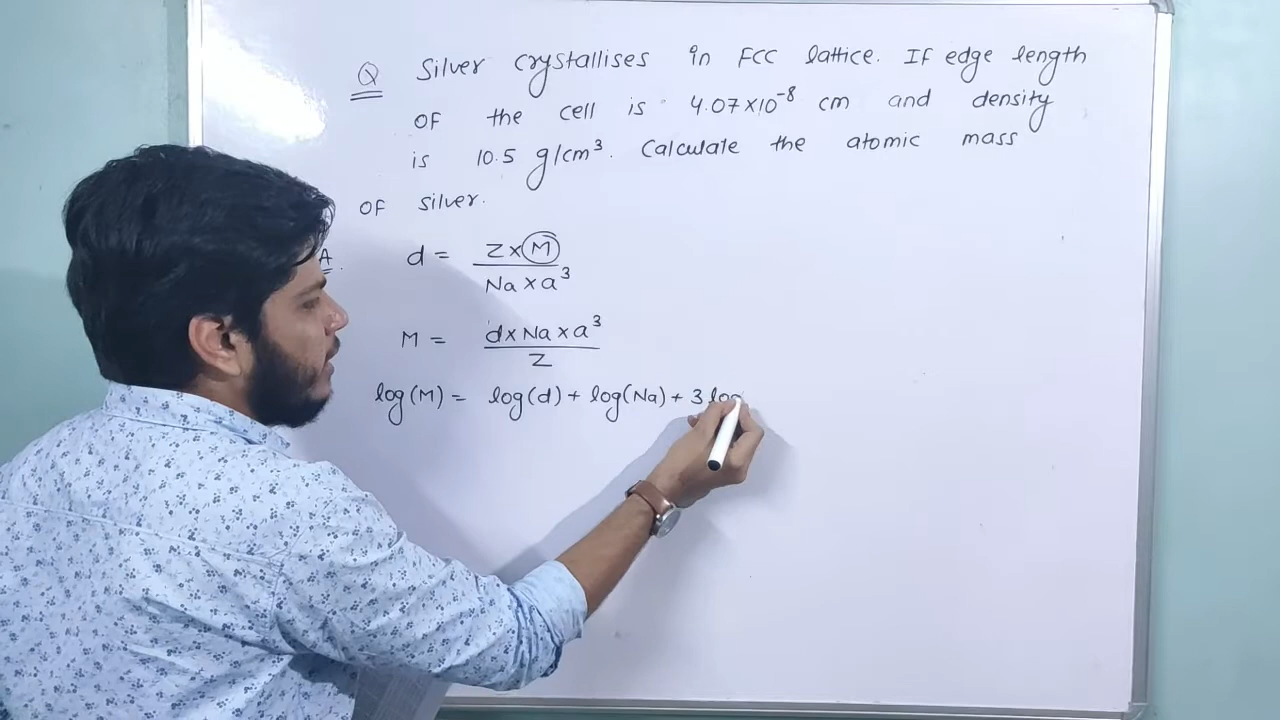 Q Silver crystallises in FCC lattice. If edge length
OF the cell is 4.07×10⁻⁸ cm and density
is 10.5 g/cm³. Calculate the atomic mass
OF silver.
A. d = Z×M / Na×a³
M = d×Na×a³ / Z
log(M) = log(d) + log(Na) + 3 log